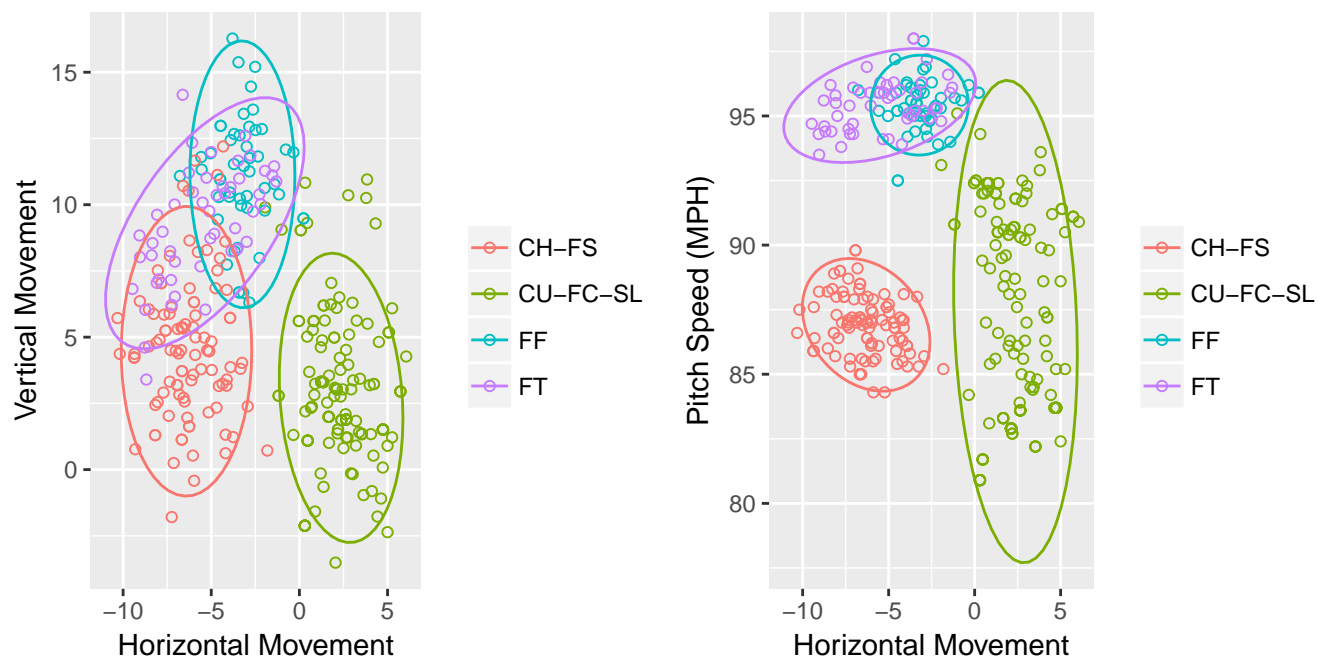 Vertical Movement
15
10
5
0
−10
−5
0
5
Horizontal Movement
CH−FS
CU−FC−SL
FF
FT
Pitch Speed (MPH)
95
90
85
80
−10
−5
0
5
Horizontal Movement
CH−FS
CU−FC−SL
FF
FT